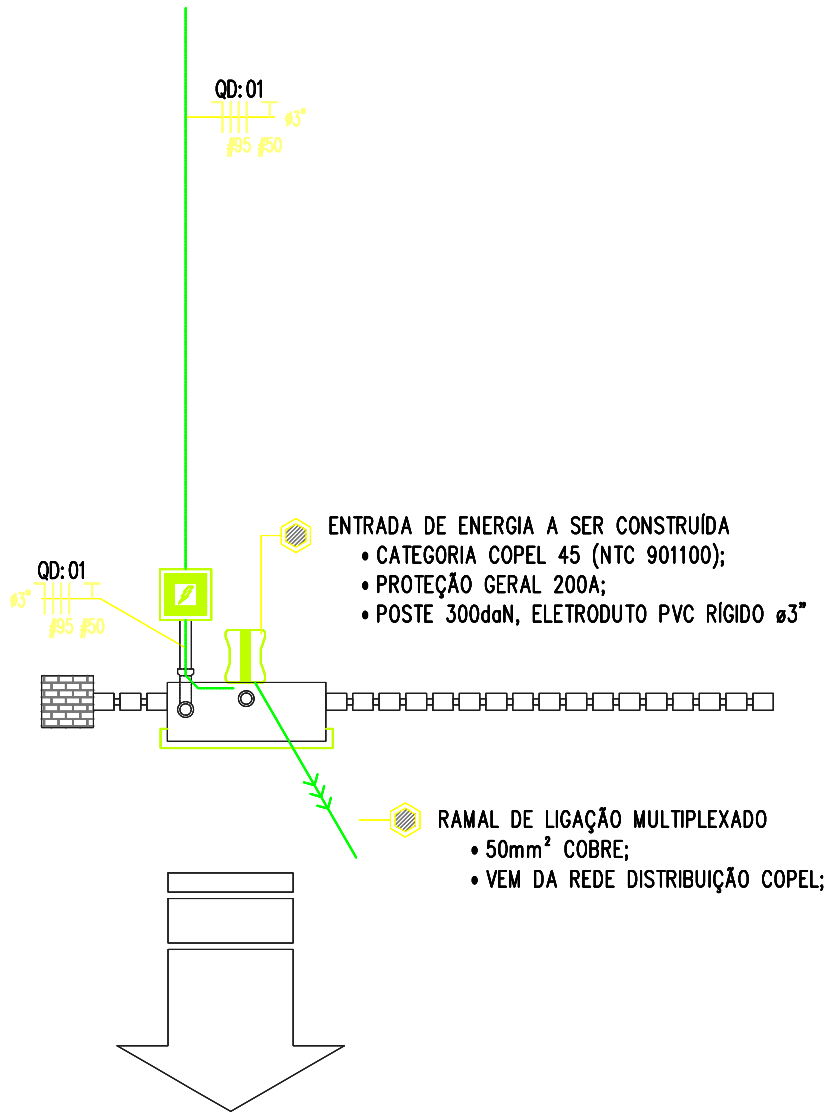 QD:01
ø3"
#95 #50
ENTRADA DE ENERGIA A SER CONSTRUÍDA
• CATEGORIA COPEL 45 (NTC 901100);
• PROTEÇÃO GERAL 200A;
• POSTE 300daN, ELETRODUTO PVC RÍGIDO ø3"
QD:01
ø3"
#95 #50
RAMAL DE LIGAÇÃO MULTIPLEXADO
• 50mm² COBRE;
• VEM DA REDE DISTRIBUIÇÃO COPEL;